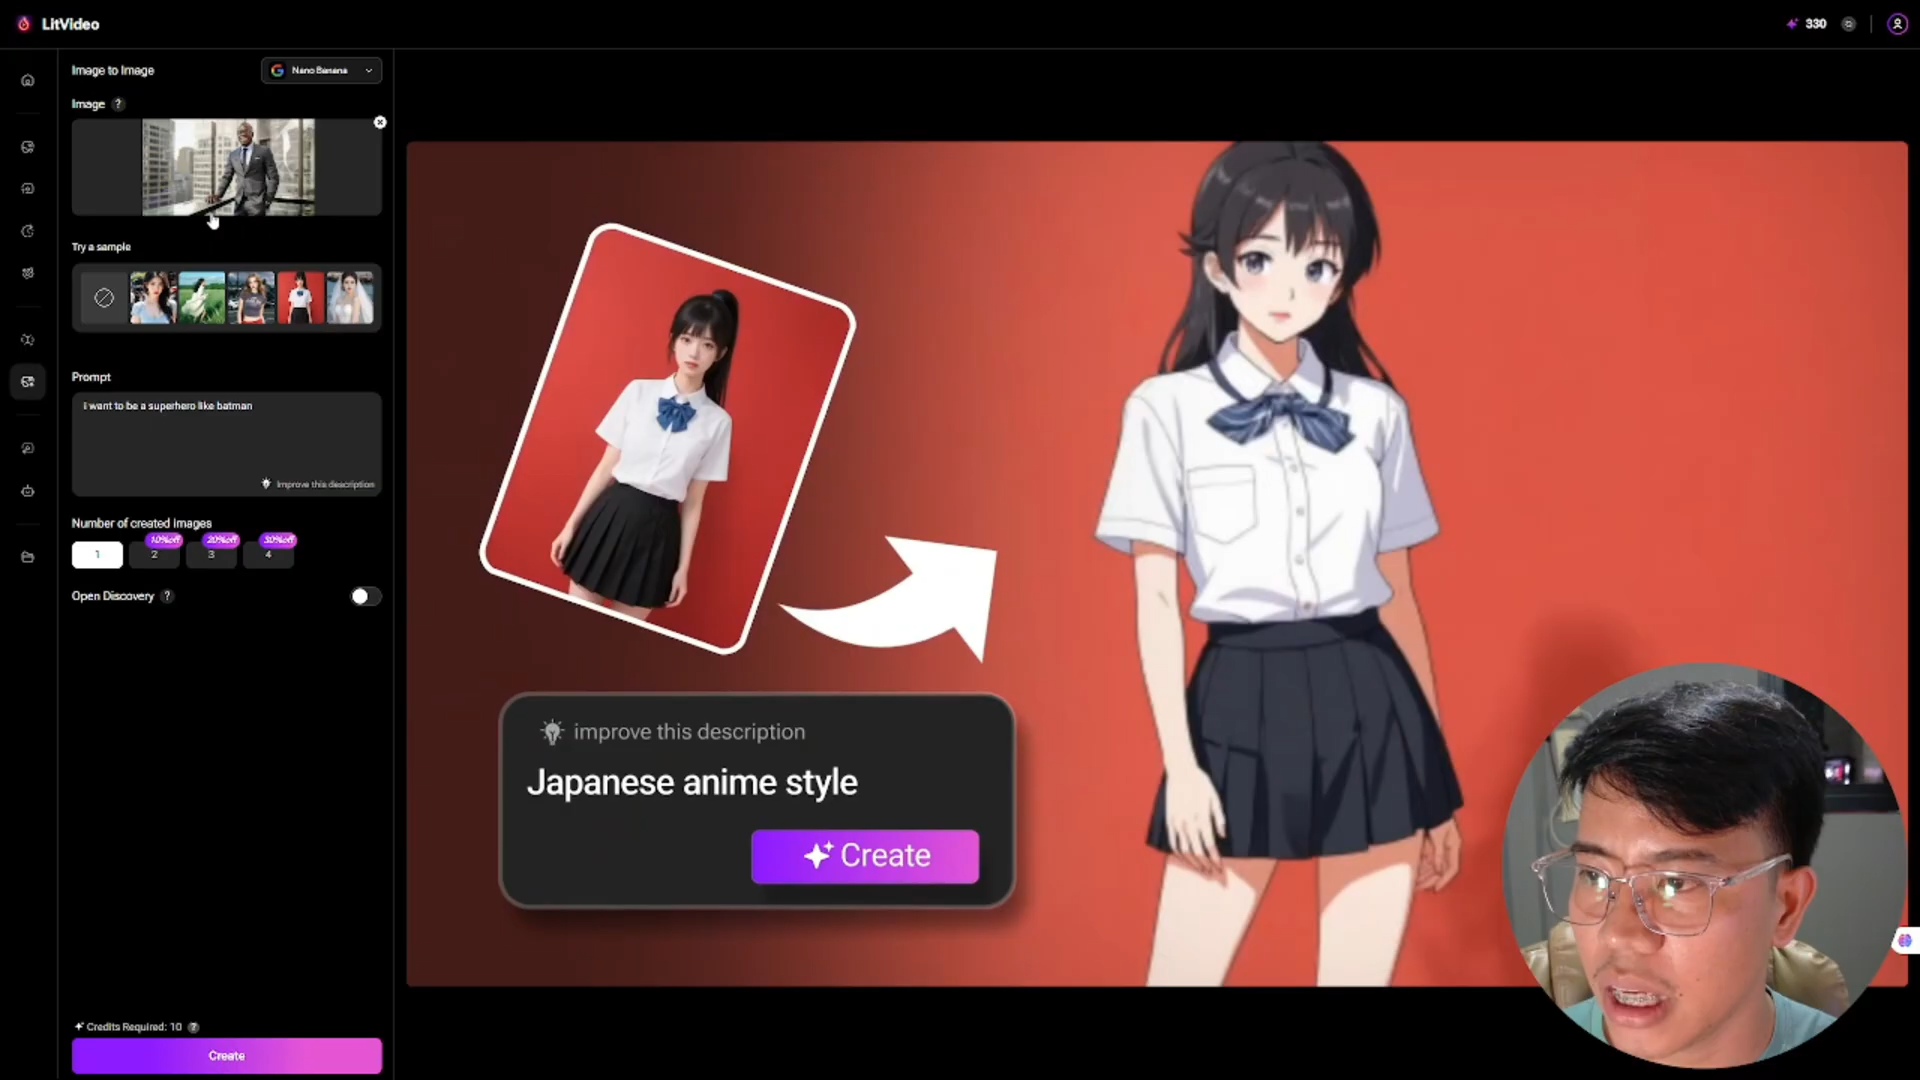 LitVideo
330
Image to Image
Nano Banana
Image ?
Try a sample
Prompt
i want to be a superhero like batman
Improve this description
Number of created images
10%off
20%off
30%off
1
2
3
4
Open Discovery ?
improve this description
Japanese anime style
Create
Credits Required: 10 ?
Create